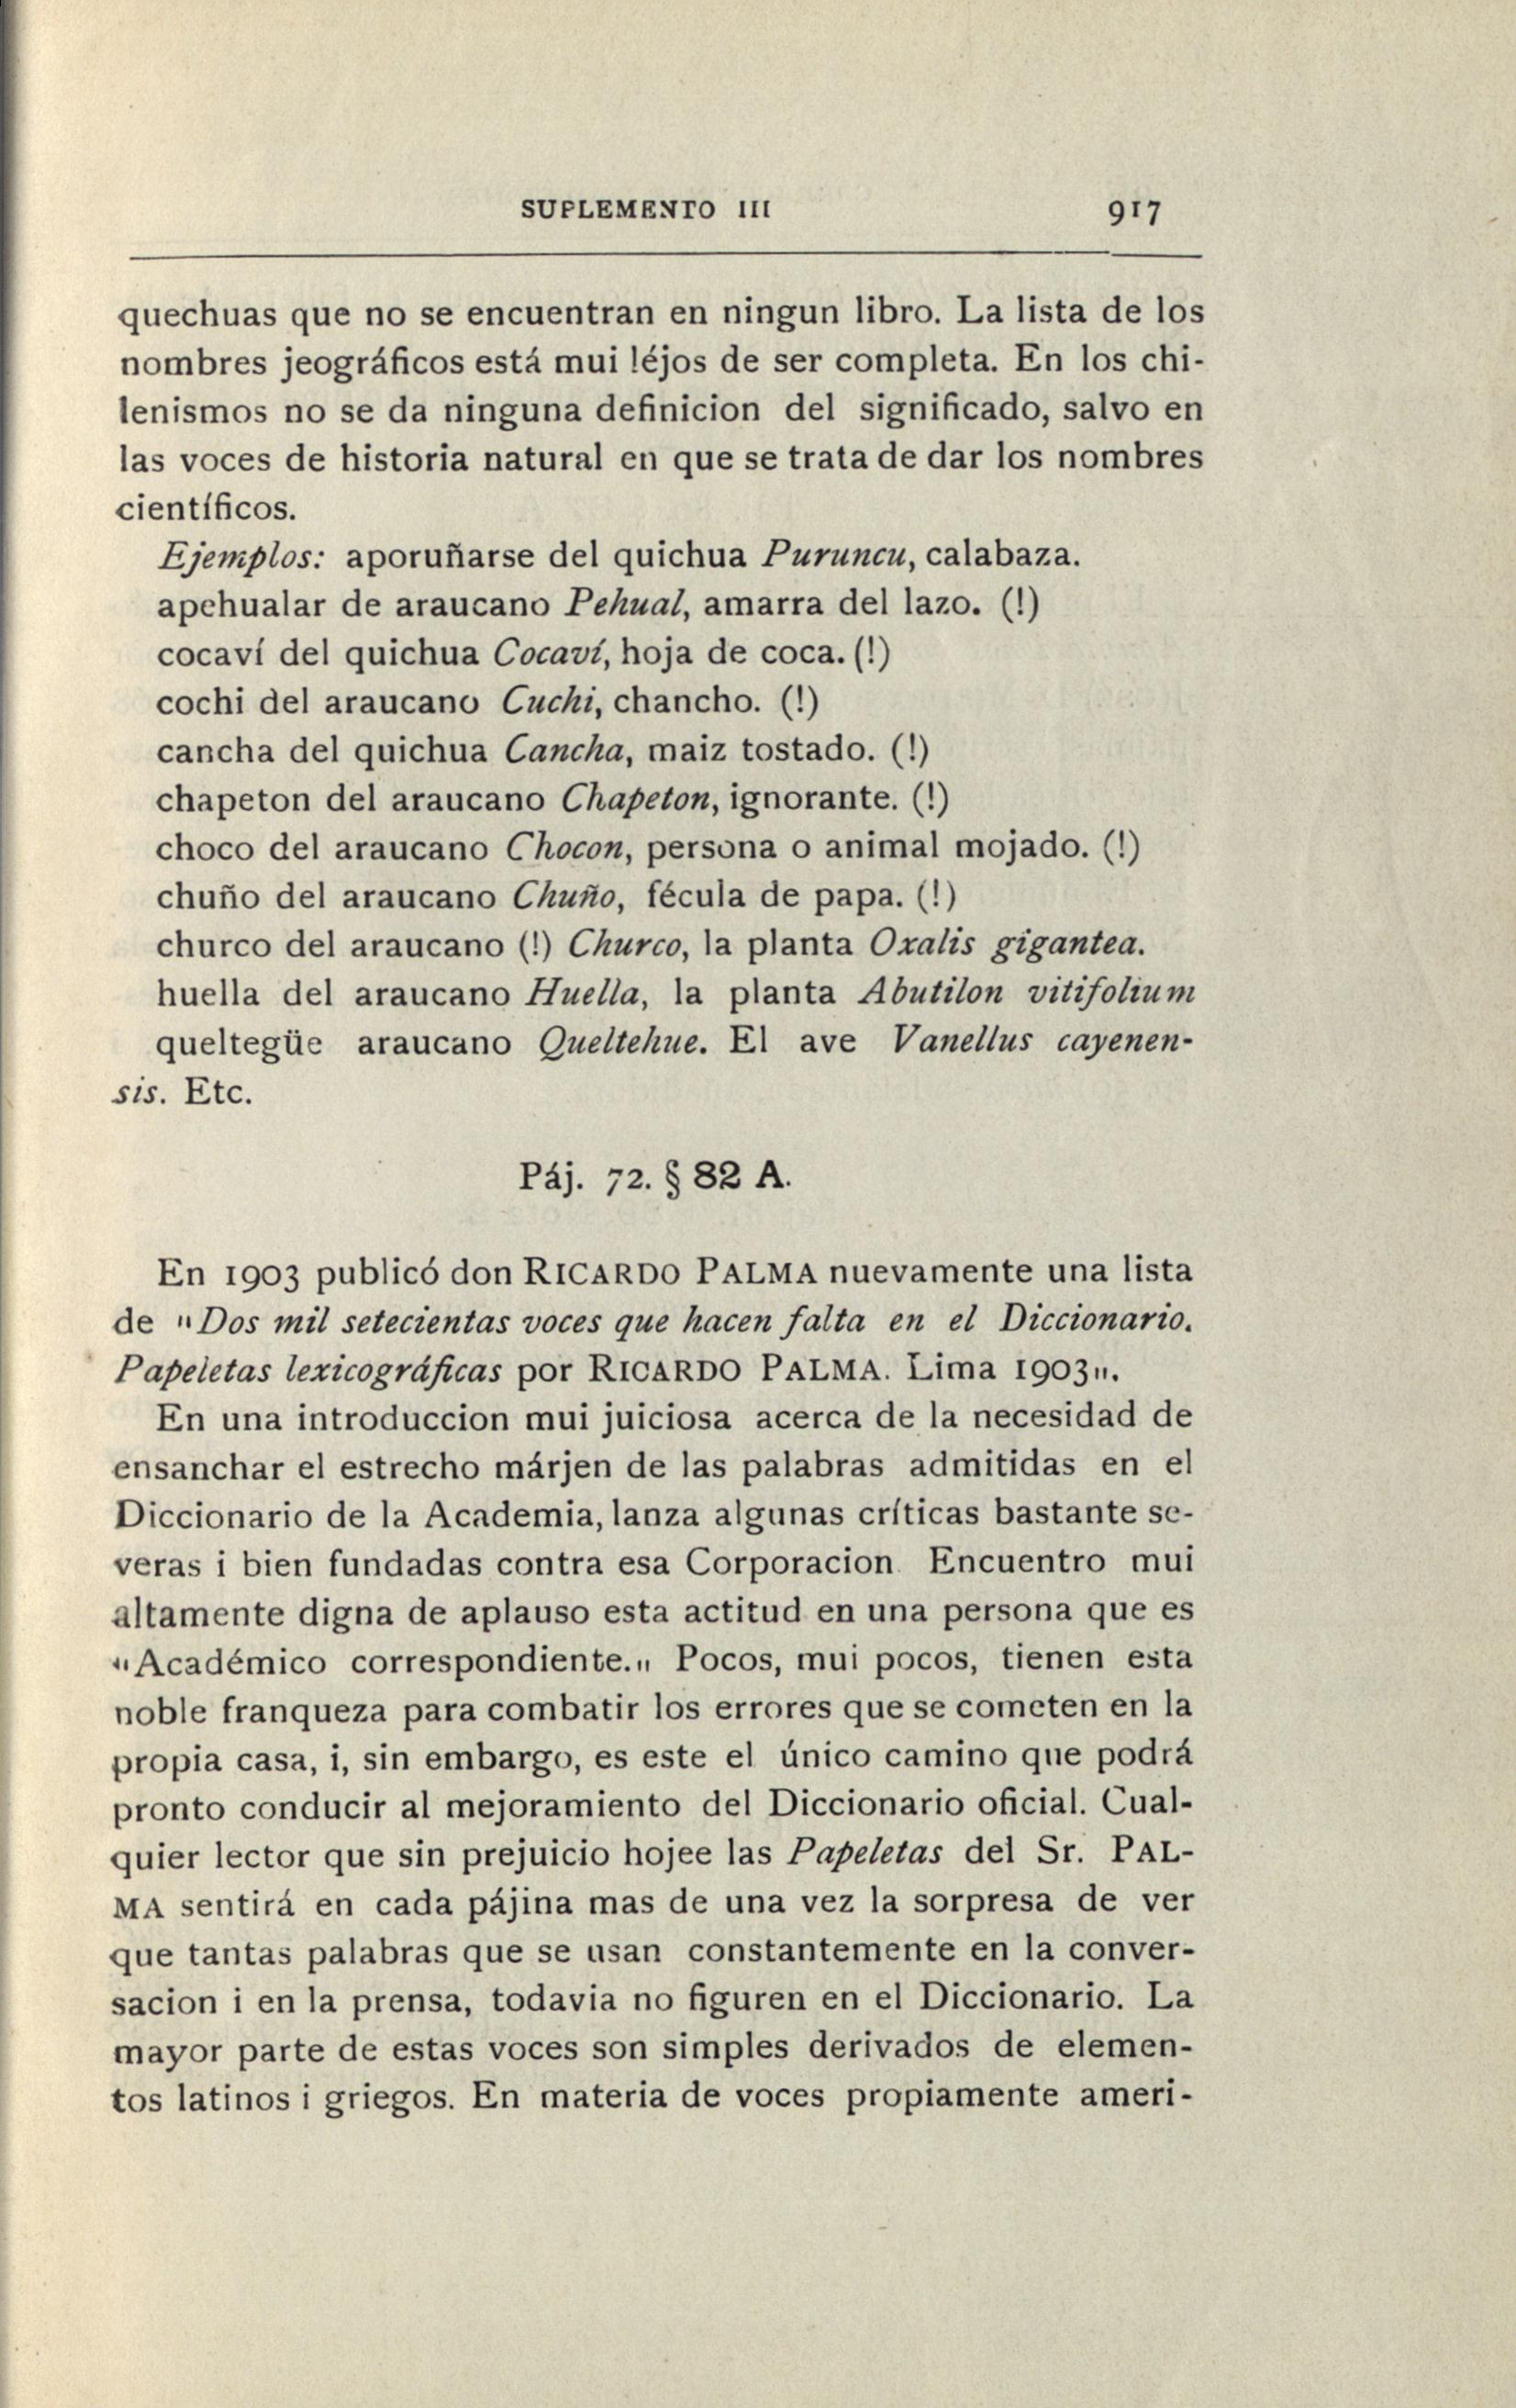 SUPLEMENTO III 917
quechuas que no se encuentran en ningun libro. La lista de los
nombres jeográficos está mui léjos de ser completa. En los chi-
lenismos no se da ninguna definicion del significado, salvo en
las voces de historia natural en que se trata de dar los nombres
científicos.
Ejemplos: aporuñarse del quichua Puruncu, calabaza.
apehualar de araucano Pehual, amarra del lazo. (!)
cocaví del quichua Cocaví, hoja de coca. (!)
cochi del araucano Cuchi, chancho. (!)
cancha del quichua Cancha, maiz tostado. (!)
chapeton del araucano Chapeton, ignorante. (!)
choco del araucano Chocon, persona o animal mojado. (!)
chuño del araucano Chuño, fécula de papa. (!)
churco del araucano (!) Churco, la planta Oxalis gigantea.
huella del araucano Huella, la planta Abutilon vitifolium
queltegüe araucano Queltehue. El ave Vanellus cayenen-
sis. Etc.
Páj. 72. § 82 A.
En 1903 publicó don RICARDO PALMA nuevamente una lista
de "Dos mil setecientas voces que hacen falta en el Diccionario.
Papeletas lexicográficas por RICARDO PALMA. Lima 1903".
En una introduccion mui juiciosa acerca de la necesidad de
ensanchar el estrecho márjen de las palabras admitidas en el
Diccionario de la Academia, lanza algunas críticas bastante se-
veras i bien fundadas contra esa Corporacion. Encuentro mui
altamente digna de aplauso esta actitud en una persona que es
"Académico correspondiente." Pocos, mui pocos, tienen esta
noble franqueza para combatir los errores que se cometen en la
propia casa, i, sin embargo, es este el único camino que podrá
pronto conducir al mejoramiento del Diccionario oficial. Cual-
quier lector que sin prejuicio hojee las Papeletas del Sr. PAL-
MA sentirá en cada pájina mas de una vez la sorpresa de ver
que tantas palabras que se usan constantemente en la conver-
sacion i en la prensa, todavia no figuren en el Diccionario. La
mayor parte de estas voces son simples derivados de elemen-
tos latinos i griegos. En materia de voces propiamente ameri-